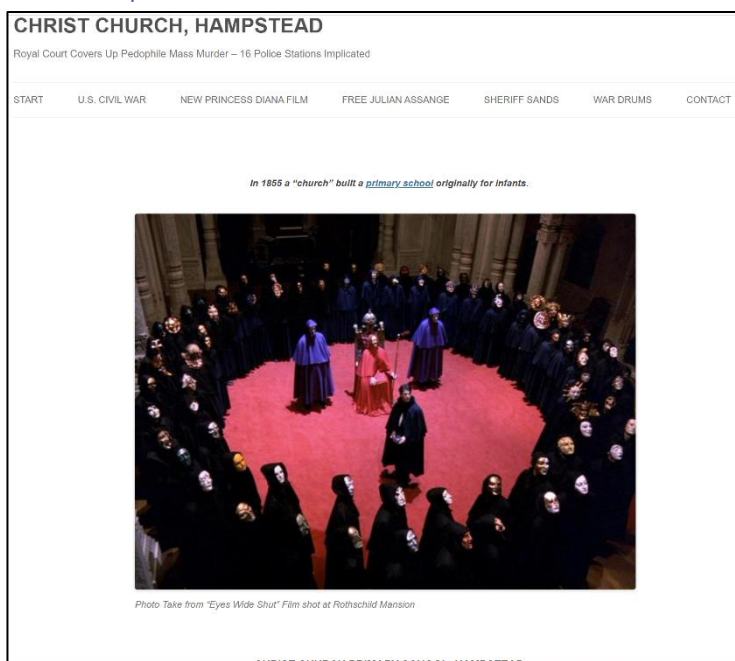 CHRIST CHURCH, HAMPSTEAD
Royal Court Covers Up Pedophile Mass Murder – 16 Police Stations Implicated
START U.S. CIVIL WAR NEW PRINCESS DIANA FILM FREE JULIAN ASSANGE SHERIFF SANDS WAR DRUMS CONTACT
In 1855 a “church” built a primary school originally for infants.
Photo Take from “Eyes Wide Shut” Film shot at Rothschild Mansion